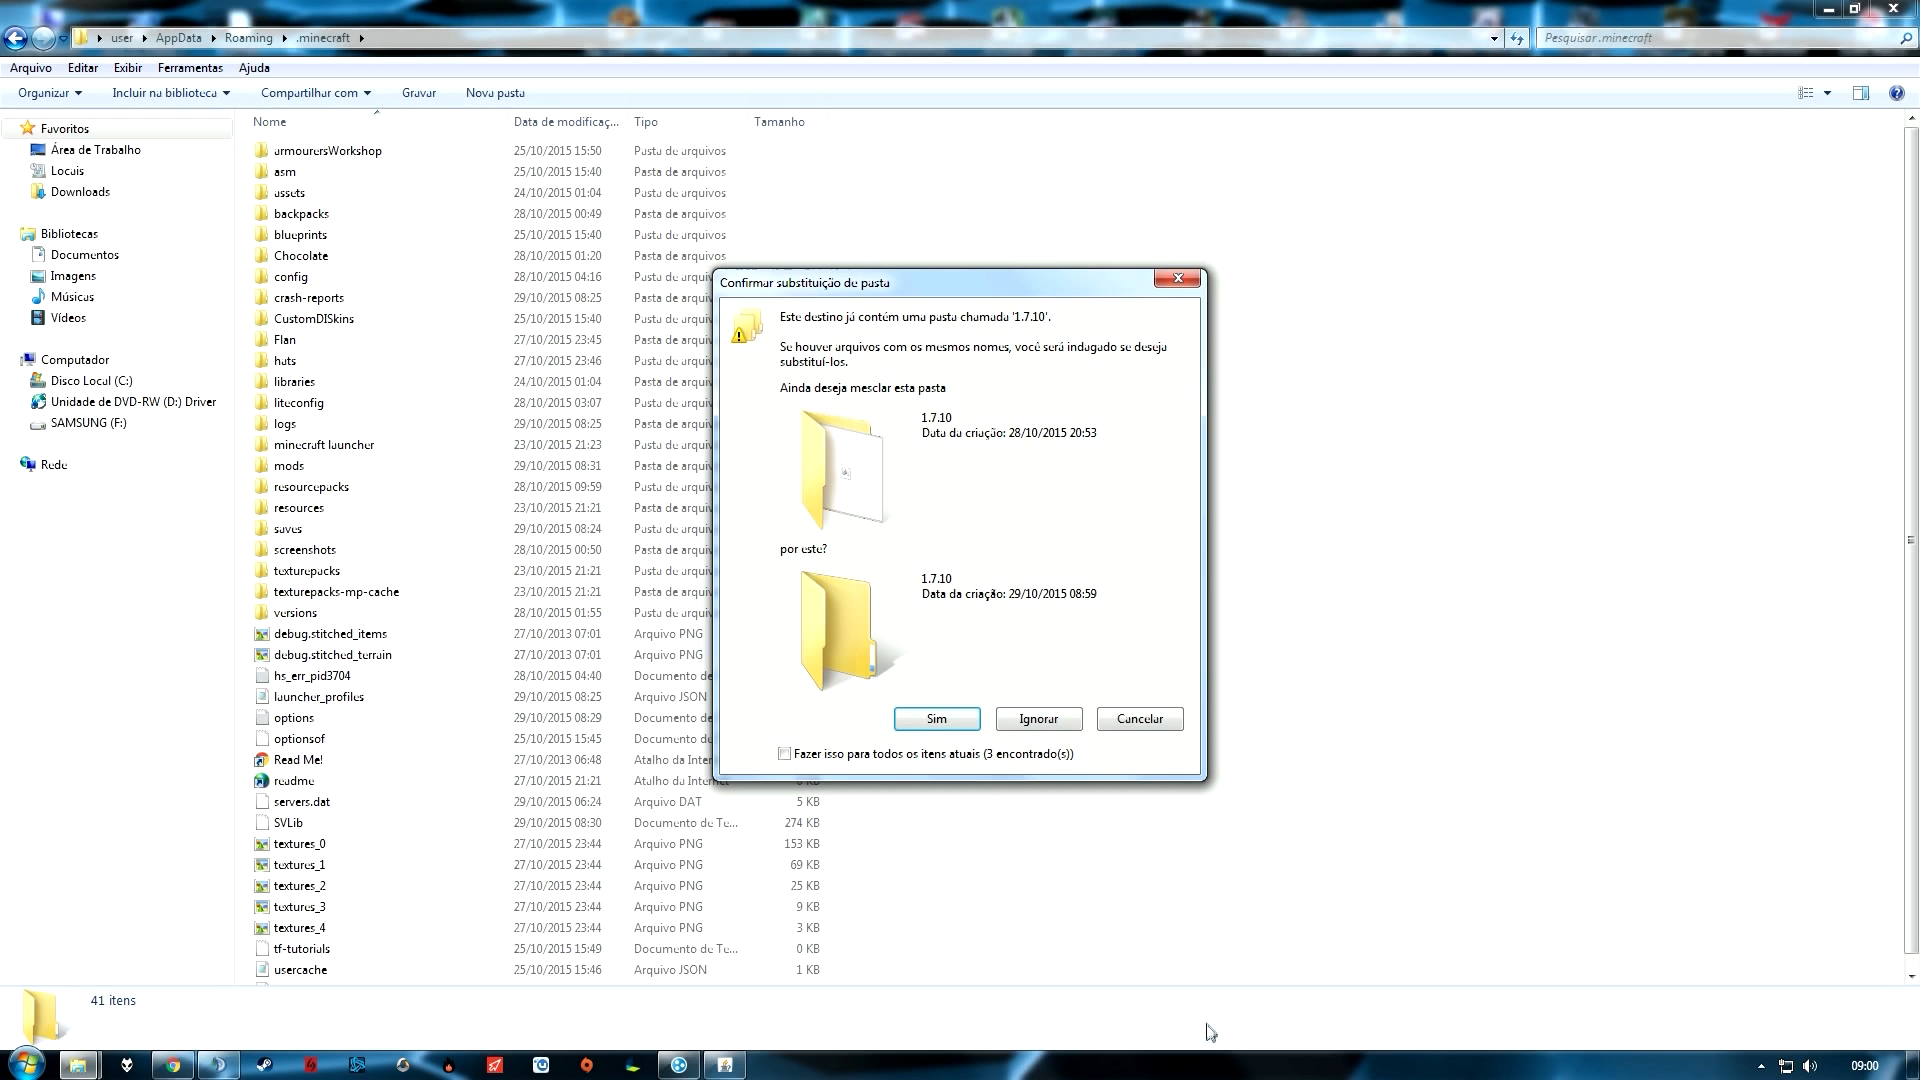 user ▸ AppData ▸ Roaming ▸ .minecraft ▸
Pesquisar .minecraft
Arquivo Editar Exibir Ferramentas Ajuda
Organizar Incluir na biblioteca Compartilhar com Gravar Nova pasta
Nome Data de modificaç... Tipo Tamanho
Favoritos
Área de Trabalho
Locais
Downloads
Bibliotecas
Documentos
Imagens
Músicas
Vídeos
Computador
Disco Local (C:)
Unidade de DVD-RW (D:) Driver
SAMSUNG (F:)
Rede
armourersWorkshop 25/10/2015 15:50 Pasta de arquivos
asm 25/10/2015 15:40 Pasta de arquivos
assets 24/10/2015 01:04 Pasta de arquivos
backpacks 28/10/2015 00:49 Pasta de arquivos
blueprints 25/10/2015 15:40 Pasta de arquivos
Chocolate 28/10/2015 01:20 Pasta de arquivos
config 28/10/2015 04:16 Pasta de arqui
crash-reports 29/10/2015 08:25 Pasta de arqui
CustomDISkins 25/10/2015 15:40 Pasta de arqui
Flan 27/10/2015 23:45 Pasta de arqui
hats 27/10/2015 23:46 Pasta de arqui
libraries 24/10/2015 01:04 Pasta de arqui
liteconfig 28/10/2015 03:07 Pasta de arqui
logs 29/10/2015 08:25 Pasta de arqui
minecraft launcher 23/10/2015 21:23 Pasta de arqui
mods 29/10/2015 08:31 Pasta de arqui
resourcepacks 28/10/2015 09:59 Pasta de arqui
resources 23/10/2015 21:21 Pasta de arqui
saves 29/10/2015 08:24 Pasta de arqui
screenshots 28/10/2015 00:50 Pasta de arqui
texturepacks 23/10/2015 21:21 Pasta de arqui
texturepacks-mp-cache 23/10/2015 21:21 Pasta de arqui
versions 28/10/2015 01:55 Pasta de arqui
debug.stitched_items 27/10/2013 07:01 Arquivo PNG
debug.stitched_terrain 27/10/2013 07:01 Arquivo PNG
hs_err_pid3704 28/10/2015 04:40 Documento de
launcher_profiles 29/10/2015 08:25 Arquivo JSON
options 29/10/2015 08:29 Documento de
optionsof 25/10/2015 15:45 Documento de
Read Me! 27/10/2013 06:48 Atalho da Inter
readme 27/10/2015 21:21 Atalho da Internet KB
servers.dat 29/10/2015 06:24 Arquivo DAT 5 KB
SVLib 29/10/2015 08:30 Documento de Te... 274 KB
textures_0 27/10/2015 23:44 Arquivo PNG 153 KB
textures_1 27/10/2015 23:44 Arquivo PNG 69 KB
textures_2 27/10/2015 23:44 Arquivo PNG 25 KB
textures_3 27/10/2015 23:44 Arquivo PNG 9 KB
textures_4 27/10/2015 23:44 Arquivo PNG 3 KB
tf-tutorials 25/10/2015 15:49 Documento de Te... 0 KB
usercache 25/10/2015 15:46 Arquivo JSON 1 KB
Confirmar substituição de pasta
Este destino já contém uma pasta chamada '1.7.10'.
Se houver arquivos com os mesmos nomes, você será indagado se deseja
substituí-los.
Ainda deseja mesclar esta pasta
1.7.10
Data da criação: 28/10/2015 20:53
por este?
1.7.10
Data da criação: 29/10/2015 08:59
Sim Ignorar Cancelar
Fazer isso para todos os itens atuais (3 encontrado(s))
41 itens
09:00